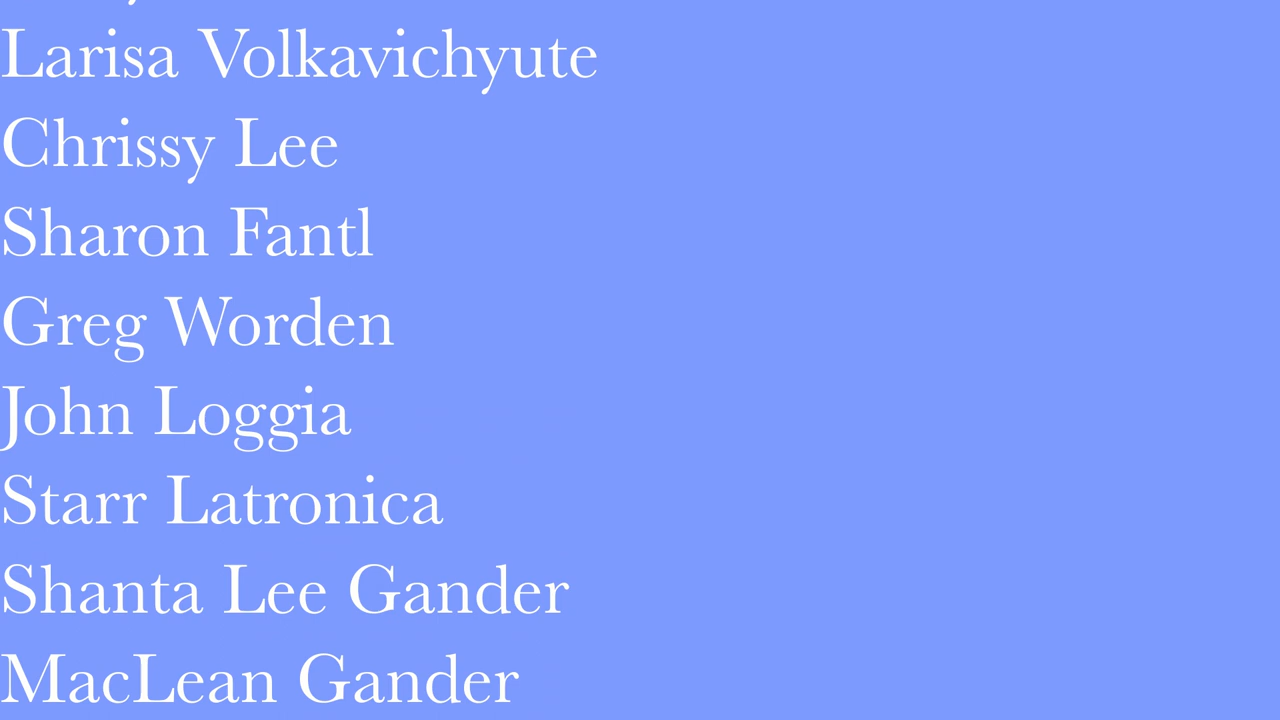 Larisa Volkavichyute
Chrissy Lee
Sharon Fantl
Greg Worden
John Loggia
Starr Latronica
Shanta Lee Gander
MacLean Gander